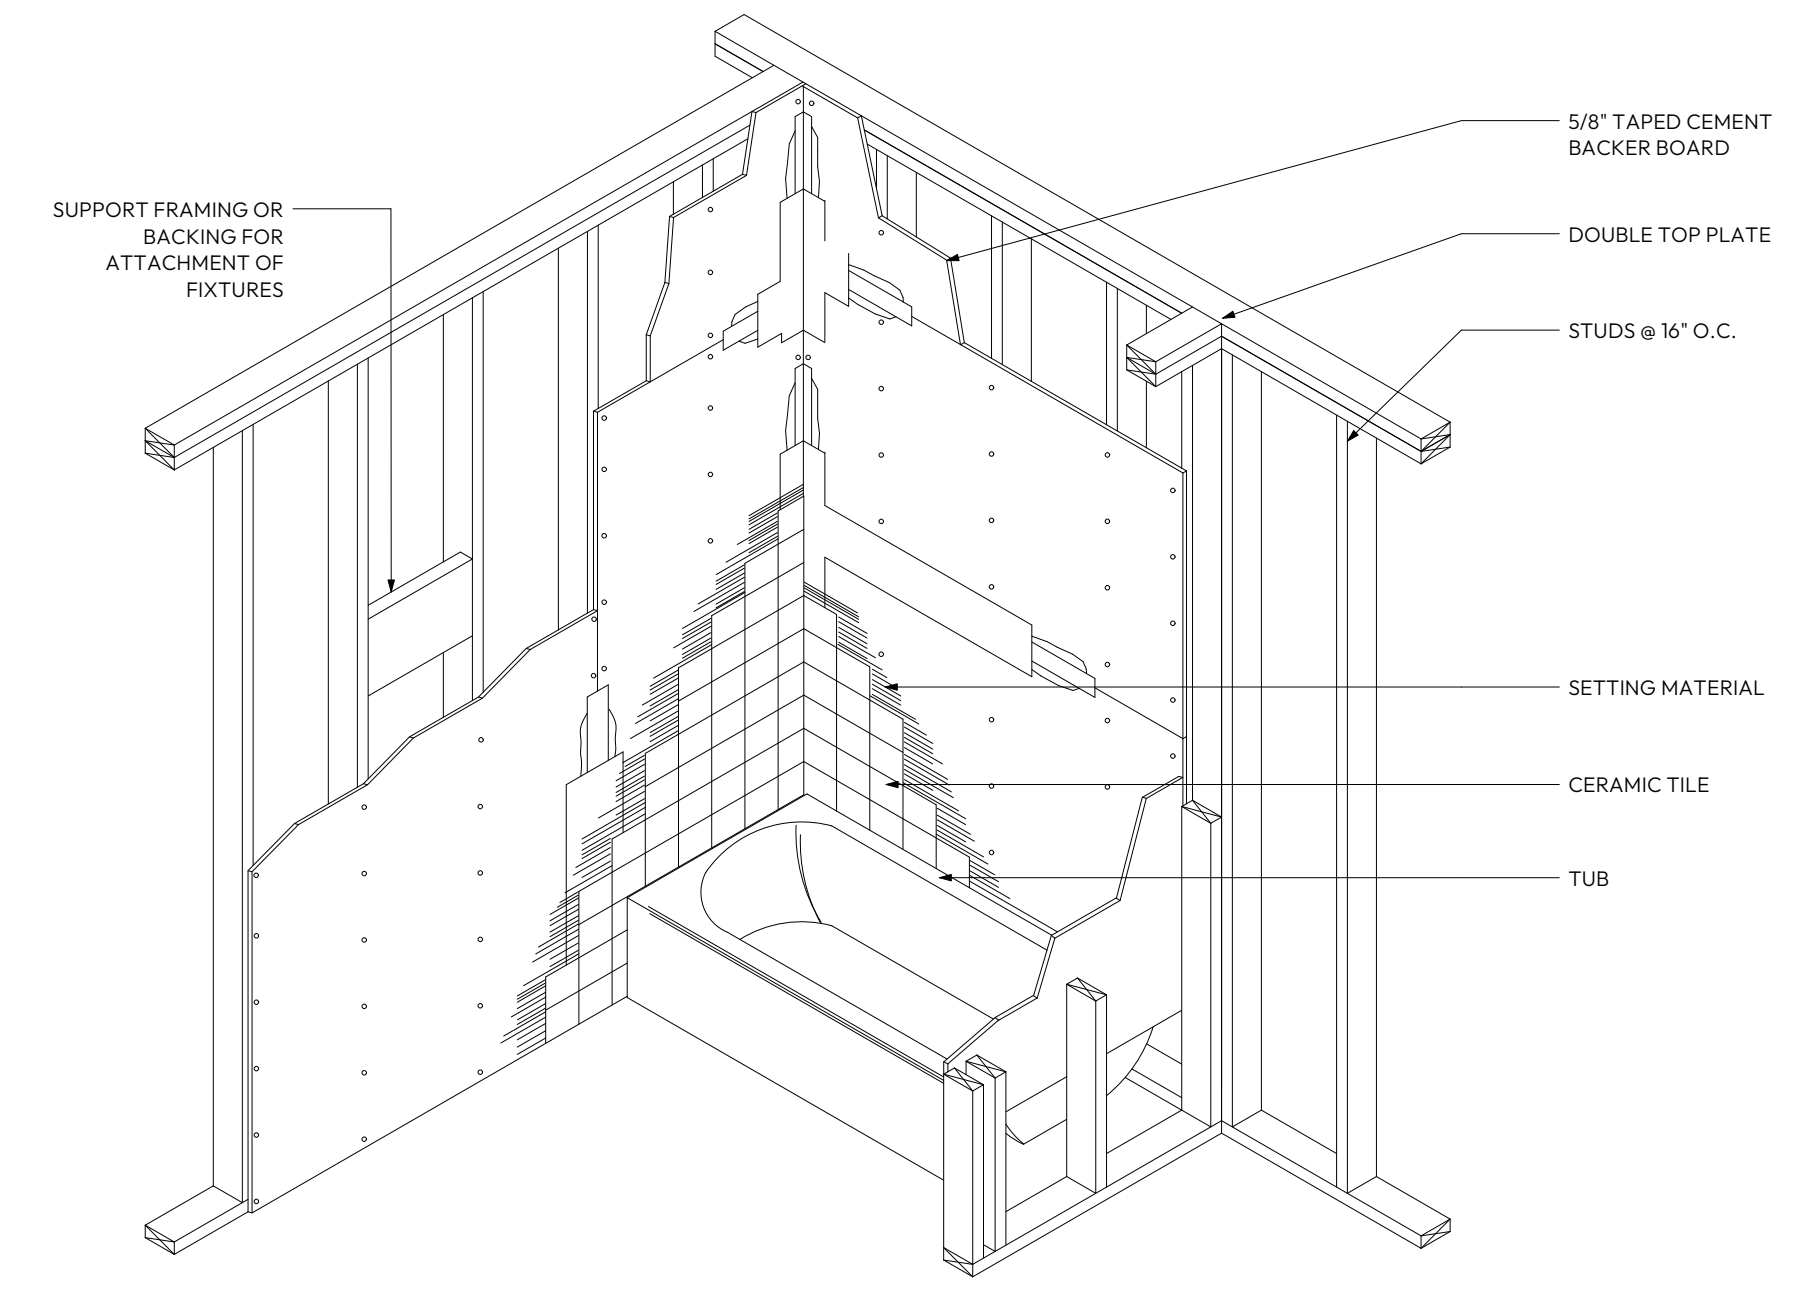 SUPPORT FRAMING OR
BACKING FOR
ATTACHMENT OF
FIXTURES
5/8" TAPED CEMENT
BACKER BOARD
DOUBLE TOP PLATE
STUDS @ 16" O.C.
SETTING MATERIAL
CERAMIC TILE
TUB